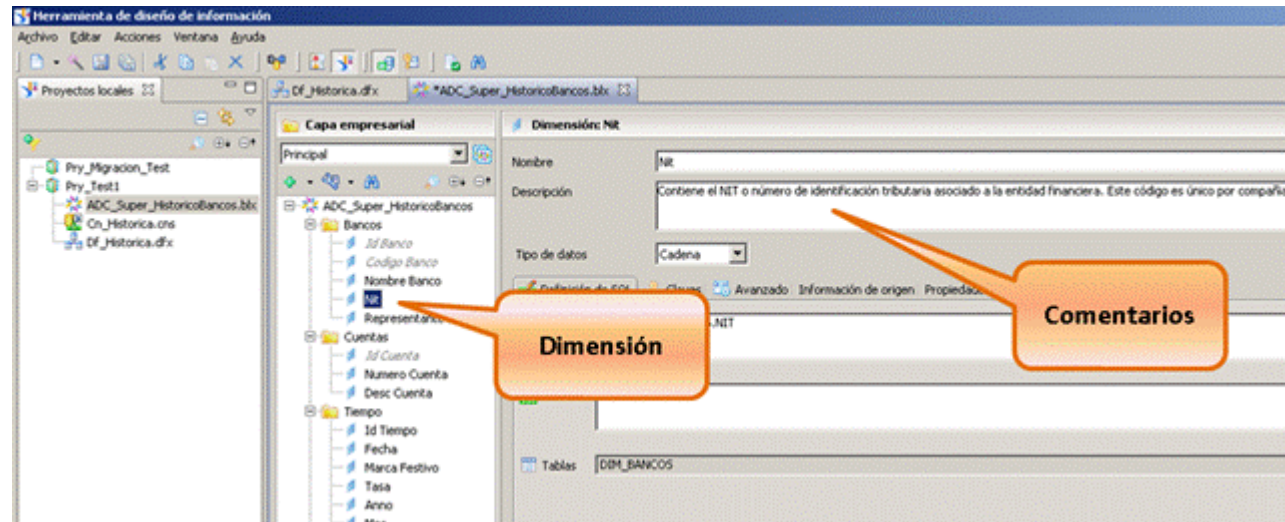 Herramienta de diseño de información
Archivo Editar Acciones Ventana Ayuda
Proyectos locales
Df_Historica.dfx
*ADC_Super_HistoricoBancos.blx
Pry_Migracion_Test
Pry_Test1
ADC_Super_HistoricoBancos.blx
Cn_Historica.cns
Df_Historica.dfx
Capa empresarial
Principal
ADC_Super_HistoricoBancos
Bancos
Id Banco
Codigo Banco
Nombre Banco
Nit
Cuentas
Id Cuenta
Numero Cuenta
Desc Cuenta
Tiempo
Id Tiempo
Fecha
Marca Festivo
Tasa
Anno
Dimensión: Nit
Nombre
Nit
Descripción
Contiene el NIT o número de identificación tributaria asociado a la entidad financiera. Este código es único por
Tipo de datos
Cadena
Definición de SQL
Claves
Avanzado
Información de origen
.NIT
Tablas
DIM_BANCOS
Dimensión
Comentarios